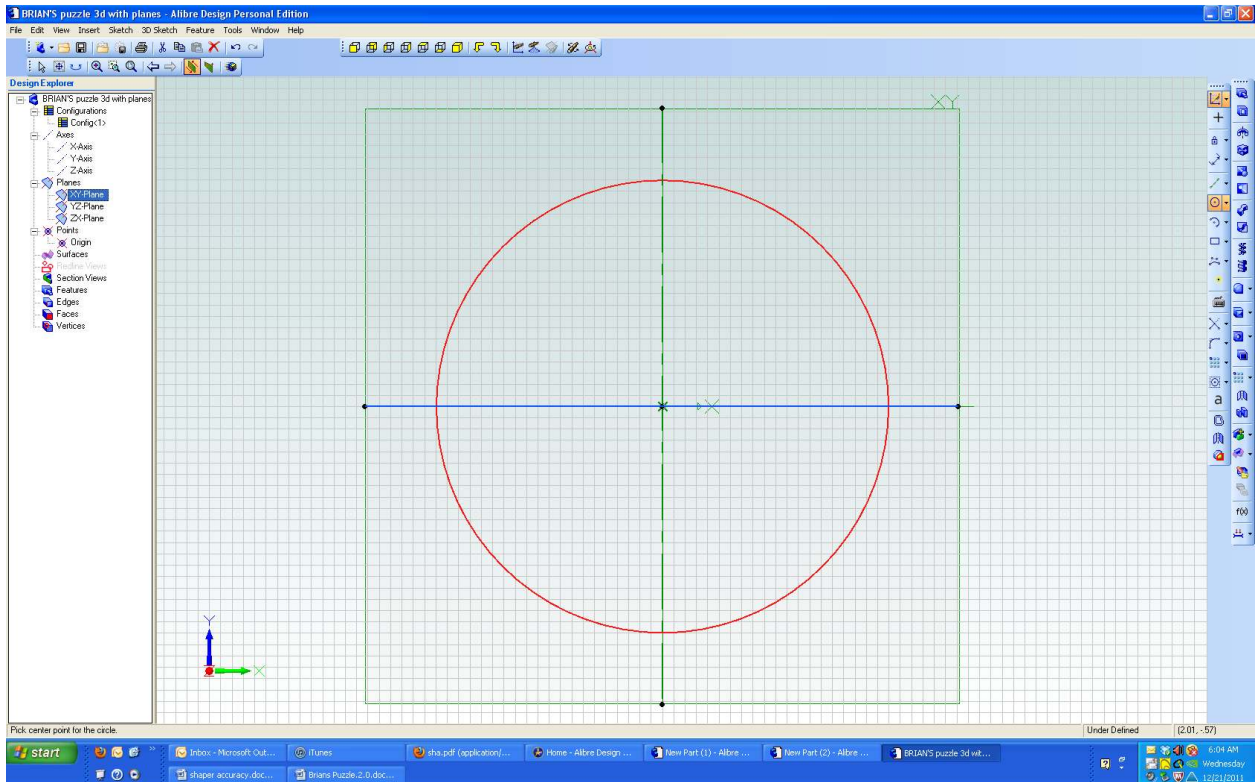 BRIAN'S puzzle 3d with planes - Alibre Design Personal Edition
File Edit View Insert Sketch 3D Sketch Feature Tools Window Help
Design Explorer
BRIAN'S puzzle 3d with planes
Configurations
Config<1>
Axes
X-Axis
Y-Axis
Z-Axis
Planes
XY-Plane
YZ-Plane
ZX-Plane
Points
Origin
Surfaces
Redline Views
Section Views
Features
Edges
Faces
Vertices
XY
X
Y
X
a
f(x)
Pick center point for the circle.
Under Defined
(2.01, -.57)
start
Inbox - Microsoft Out...
iTunes
sha.pdf (application/...
Home - Alibre Design ...
New Part (1) - Alibre ...
New Part (2) - Alibre ...
BRIAN'S puzzle 3d wit...
6:04 AM
shaper accuracy.doc...
Brians Puzzle.2.0.doc...
Wednesday
12/21/2011